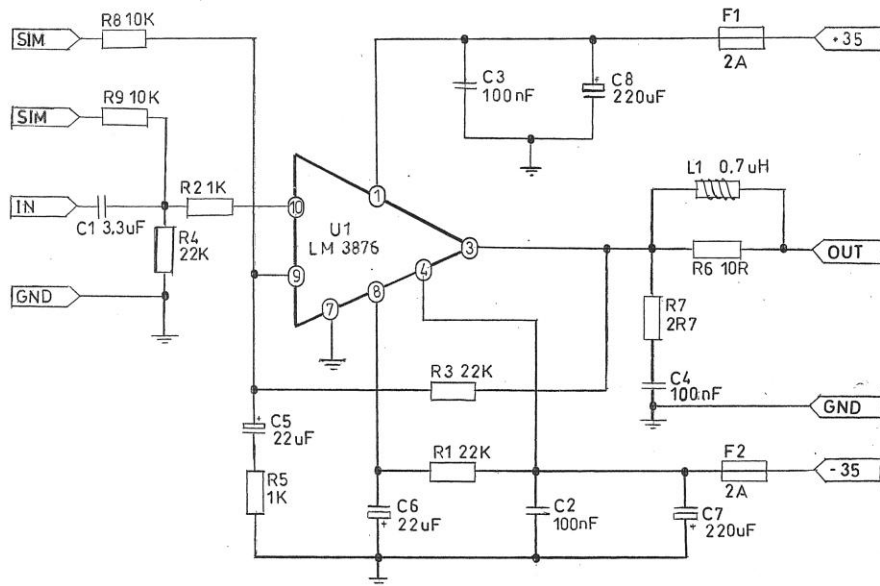 R8 10K
SIM
F1
+35
2A
C3
100nF
+
C8
220uF
R9 10K
SIM
L1 0,7uH
R2 1K
1
IN
10
C1 3,3uF
U1
LM 3876
3
OUT
R4
22K
R6 10R
9
4
8
GND
7
R7
2R7
R3 22K
C4
100nF
GND
+
C5
22uF
R1 22K
F2
-35
2A
R5
1K
C6
22uF
+
C2
100nF
C7
220uF
+